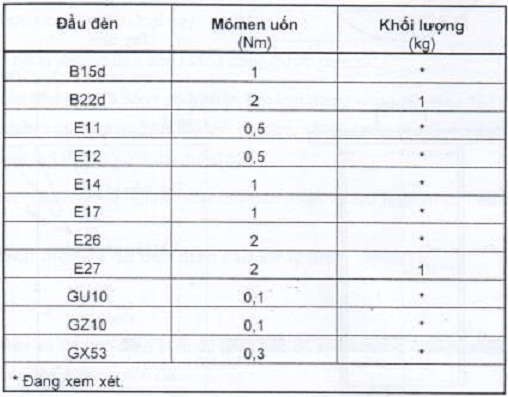 Đầu đèn Mômen uốn Khối lượng
(Nm) (kg)
B15d 1 *
B22d 2 1
E11 0,5 *
E12 0,5 *
E14 1 *
E17 1 *
E26 2 *
E27 2 1
GU10 0,1 *
GZ10 0,1 *
GX53 0,3 *
* Đang xem xét.